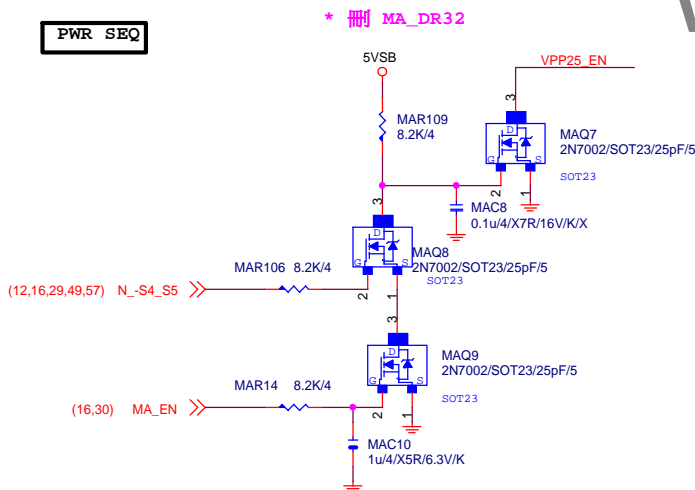 * 刪 MA_DR32
PWR SEQ
5VSB
VPP25_EN
MAR109
8.2K/4
3
D
G
S
2
1
MAQ7
2N7002/SOT23/25pF/5
SOT23
MAC8
0.1u/4/X7R/16V/K/X
3
D
G
S
2
1
MAQ8
2N7002/SOT23/25pF/5
SOT23
MAR106 8.2K/4
(12,16,29,49,57) N_-S4_S5
3
D
G
S
2
1
MAQ9
2N7002/SOT23/25pF/5
SOT23
MAR14 8.2K/4
(16,30) MA_EN
MAC10
1u/4/X5R/6.3V/K